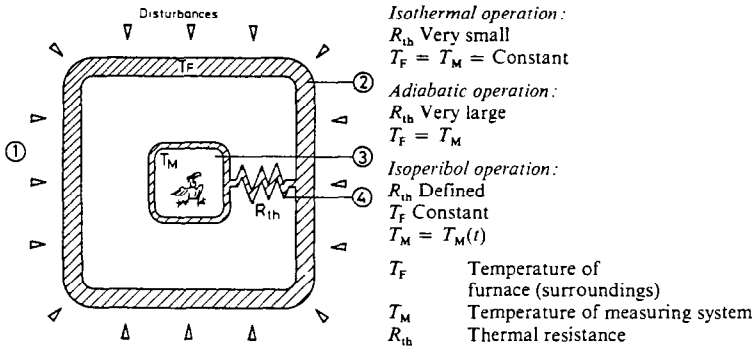 Disturbances
T_F
①
②
T_M
③
④
R_th
Isothermal operation:
R_th Very small
T_F = T_M = Constant
Adiabatic operation:
R_th Very large
T_F = T_M
Isoperibol operation:
R_th Defined
T_F Constant
T_M = T_M(t)
T_F Temperature of
furnace (surroundings)
T_M Temperature of measuring system
R_th Thermal resistance